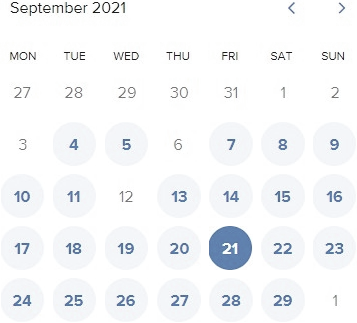 September 2021
MON TUE WED THU FRI SAT SUN
27 28 29 30 31 1 2
3 4 5 6 7 8 9
10 11 12 13 14 15 16
17 18 19 20 21 22 23
24 25 26 27 28 29 1